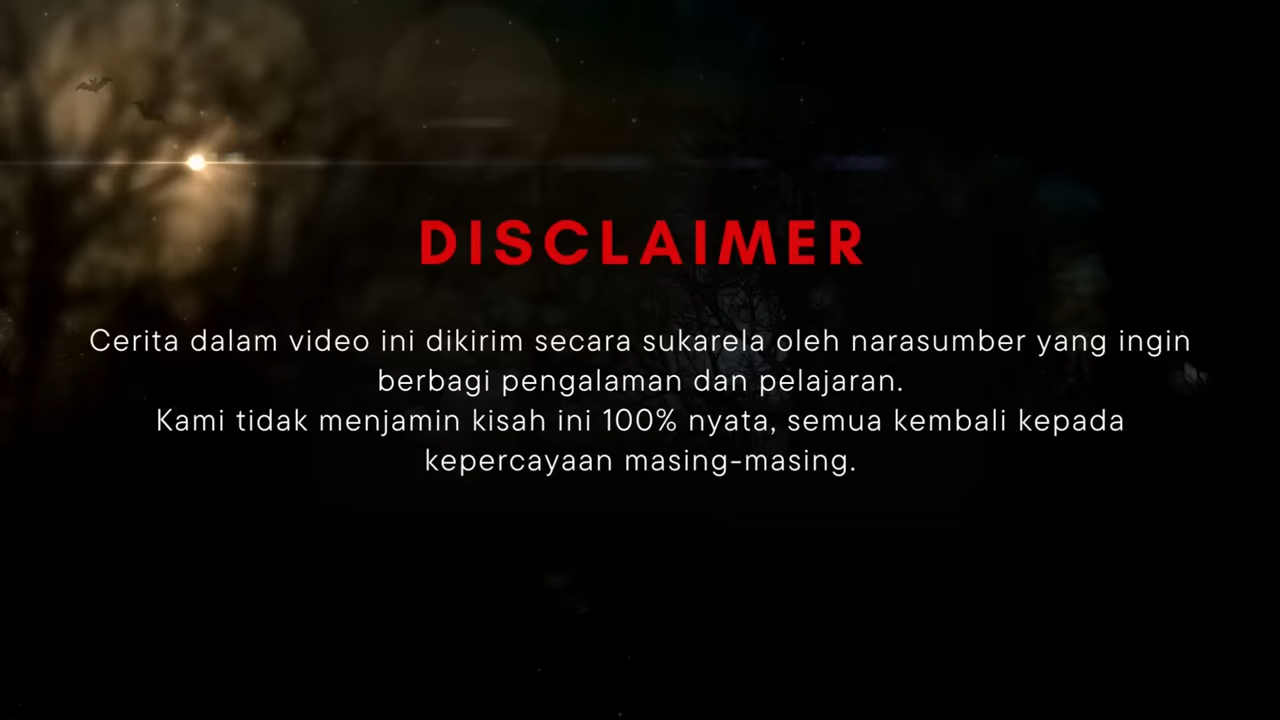 DISCLAIMER
Cerita dalam video ini dikirim secara sukarela oleh narasumber yang ingin
berbagi pengalaman dan pelajaran.
Kami tidak menjamin kisah ini 100% nyata, semua kembali kepada
kepercayaan masing-masing.